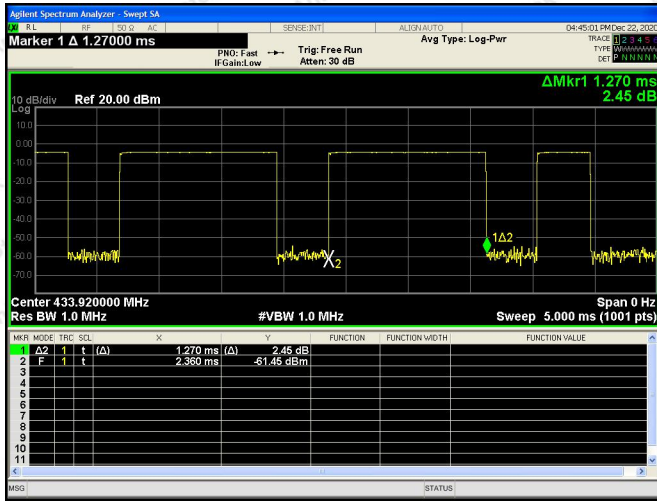 Agilent Spectrum Analyzer - Swept SA
RL RF 50 Ω AC SENSE:INT ALIGNAUTO 04:45:01 PM Dec 22, 2020
Marker 1 Δ 1.27000 ms Avg Type: Log-Pwr TRACE 1 2 3 4 5 6
PNO: Fast Trig: Free Run TYPE
IFGain:Low Atten: 30 dB DET P N N N N N
ΔMkr1 1.270 ms
10 dB/div Ref 20.00 dBm 2.45 dB
Log
10.0
0.00
-10.0
-20.0
-30.0
-40.0
-50.0
1Δ2
-60.0
X2
-70.0
Center 433.920000 MHz Span 0 Hz
Res BW 1.0 MHz #VBW 1.0 MHz Sweep 5.000 ms (1001 pts)
MKR MODE TRC SCL X Y FUNCTION FUNCTION WIDTH FUNCTION VALUE
1 Δ2 1 t (Δ) 1.270 ms (Δ) 2.45 dB
2 F 1 t 2.360 ms -61.45 dBm
3
4
5
6
7
8
9
10
11
MSG STATUS